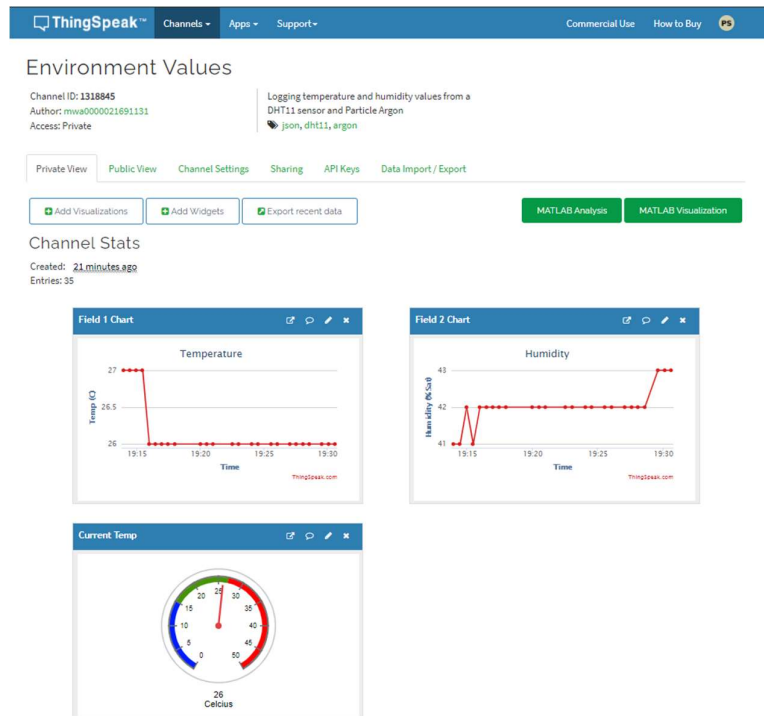 ThingSpeak™ Channels Apps Support Commercial Use How to Buy PS
Environment Values
Channel ID: 1318845
Author: mwa0000021691131
Access: Private
Logging temperature and humidity values from a
DHT11 sensor and Particle Argon
json, dht11, argon
Private View Public View Channel Settings Sharing API Keys Data Import / Export
Add Visualizations Add Widgets Export recent data MATLAB Analysis MATLAB Visualization
Channel Stats
Created: 21 minutes ago
Entries: 35
Field 1 Chart
Temperature
Temp (C)
27
26.5
26
19:15 19:20 19:25 19:30
Time
ThingSpeak.com
Field 2 Chart
Humidity
Humidity (% Sat)
43
42
41
19:15 19:20 19:25 19:30
Time
ThingSpeak.com
Current Temp
0 5 10 15 20 25 30 35 40 45 50
26
Celcius